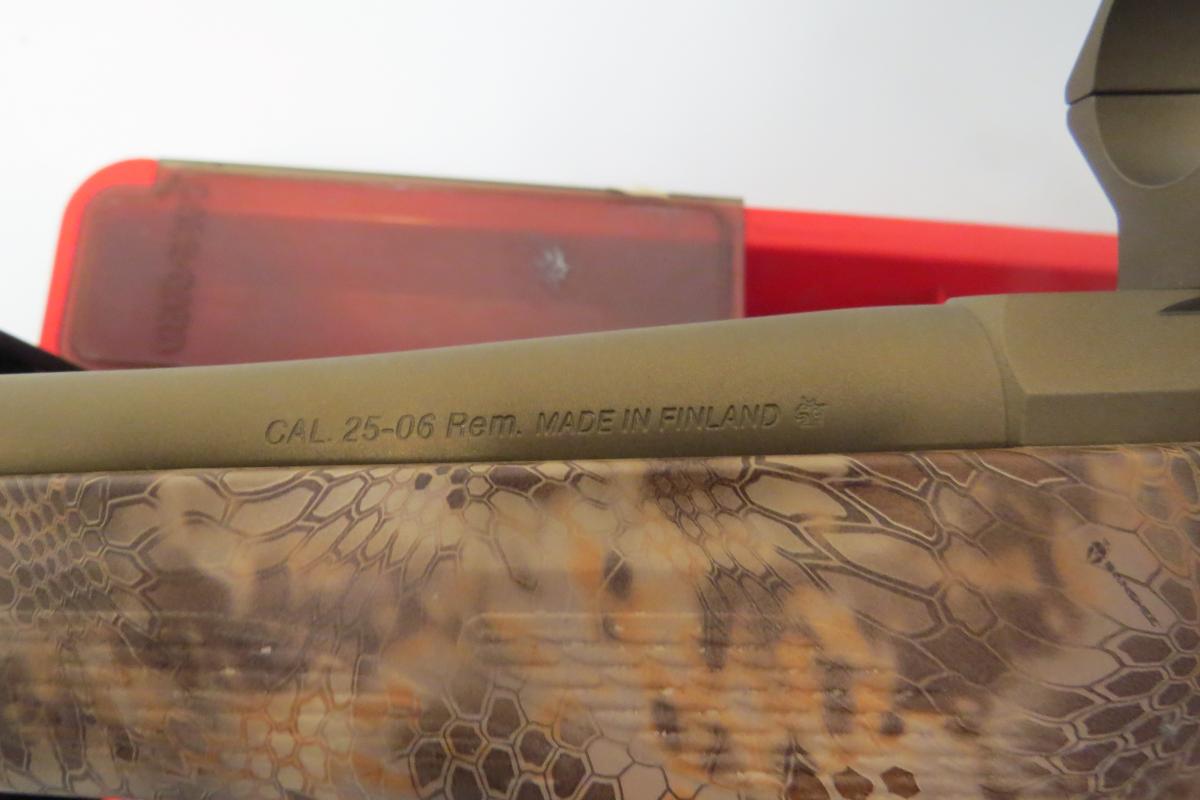 CAL. 25-06 Rem. MADE IN FINLAND